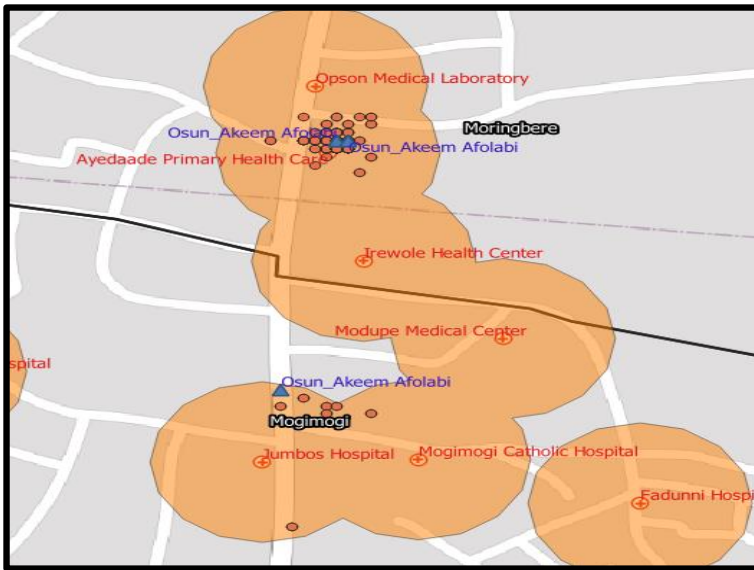 Opson Medical Laboratory
Osun_Akeem Afolabi
Moringbere
Osun_Akeem Afolabi
Ayedaade Primary Health Care
Irewole Health Center
Modupe Medical Center
spital
Osun_Akeem Afolabi
Mogimogi
Jumbos Hospital
Mogimogi Catholic Hospital
Fadunni Hospi